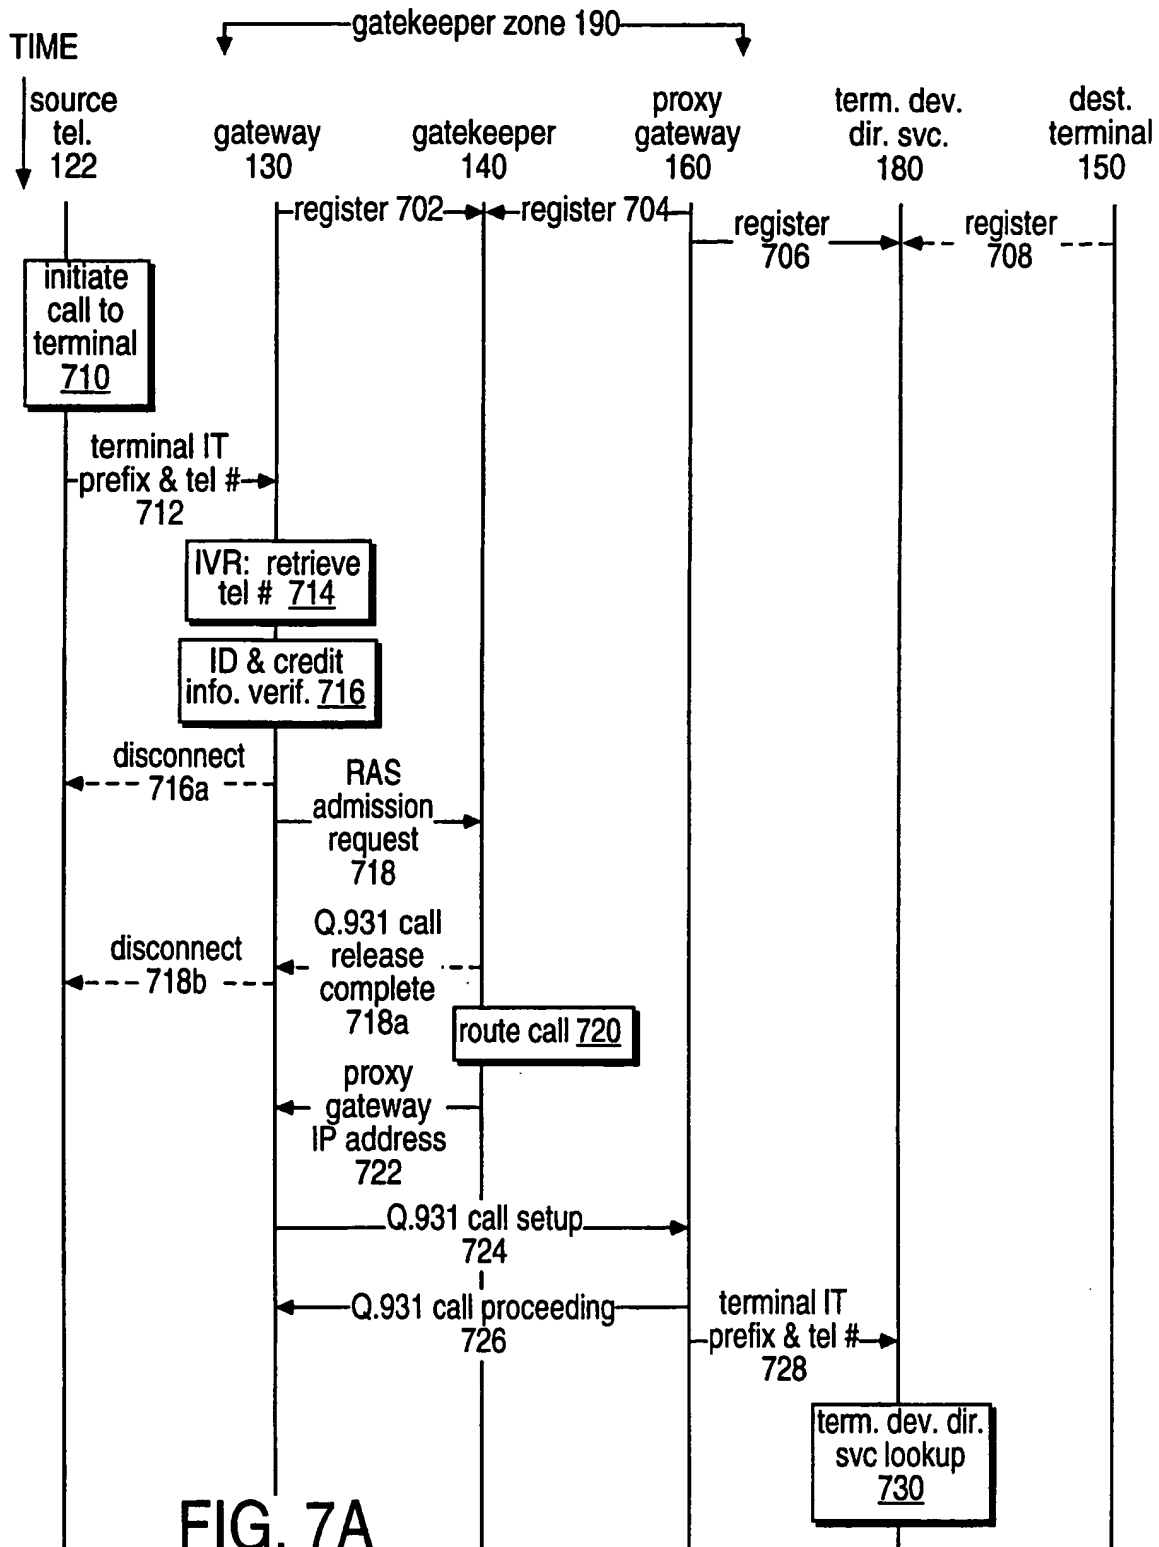 gatekeeper zone 190
TIME
source
tel.
122
gateway
130
gatekeeper
140
proxy
gateway
160
term. dev.
dir. svc.
180
dest.
terminal
150
register 702
register 704
register
706
register
708
initiate
call to
terminal
710
terminal IT
prefix & tel #
712
IVR: retrieve
tel # 714
ID & credit
info. verif. 716
disconnect
716a
RAS
admission
request
718
Q.931 call
release
complete
718a
disconnect
718b
route call 720
proxy
gateway
IP address
722
Q.931 call setup
724
Q.931 call proceeding
726
terminal IT
prefix & tel #
728
term. dev. dir.
svc lookup
730
FIG. 7A